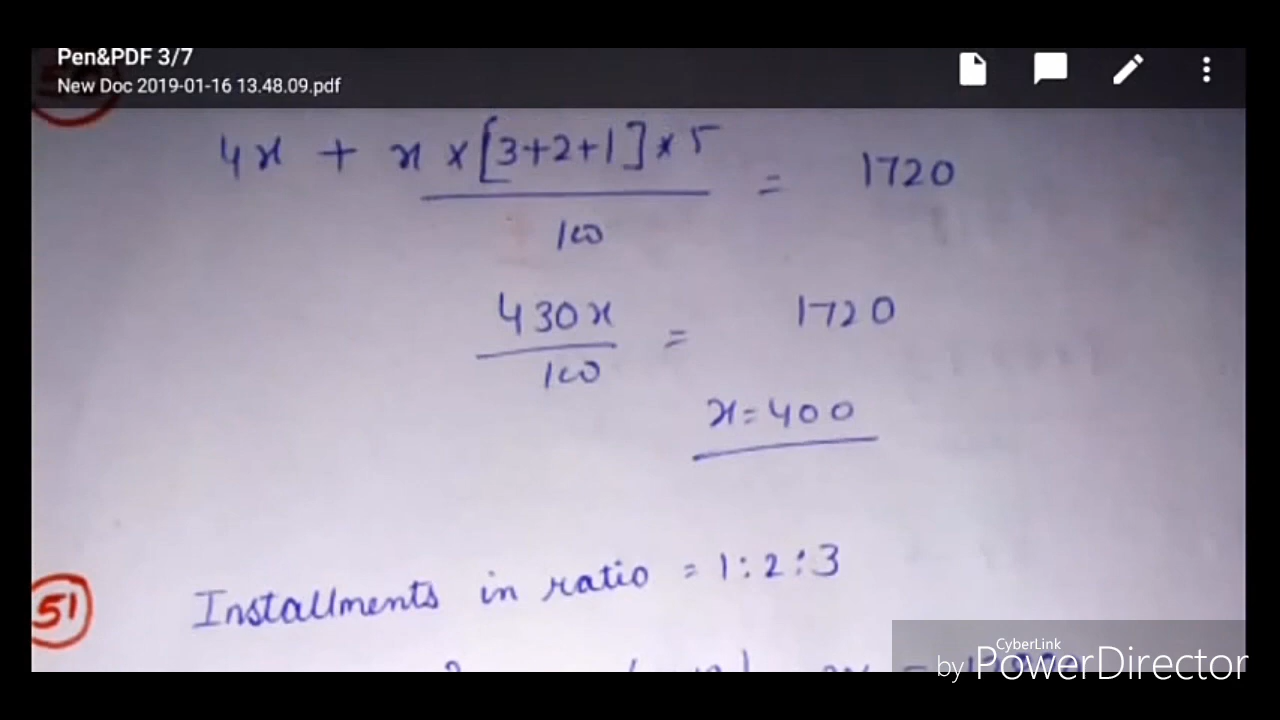 Pen&PDF 3/7
New Doc 2019-01-16 13.48.09.pdf
4x + x × [3+2+1] × 5 = 1720
100
430x = 1720
100
x = 400
51 Installments in ratio = 1:2:3
CyberLink
by PowerDirector